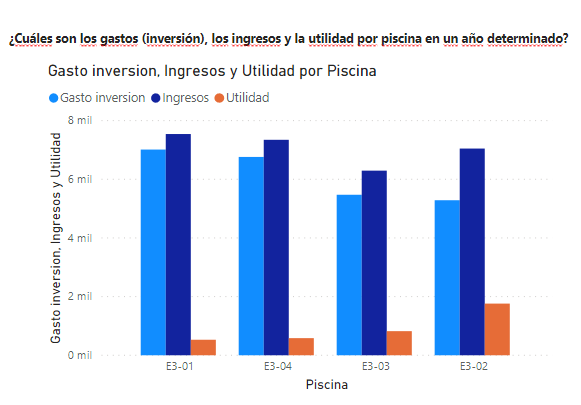 ¿Cuáles son los gastos (inversión), los ingresos y la utilidad por piscina en un año determinado?
Gasto inversion, Ingresos y Utilidad por Piscina
Gasto inversion Ingresos Utilidad
Gasto inversion, Ingresos y Utilidad
8 mil
6 mil
4 mil
2 mil
0 mil
E3-01 E3-04 E3-03 E3-02
Piscina